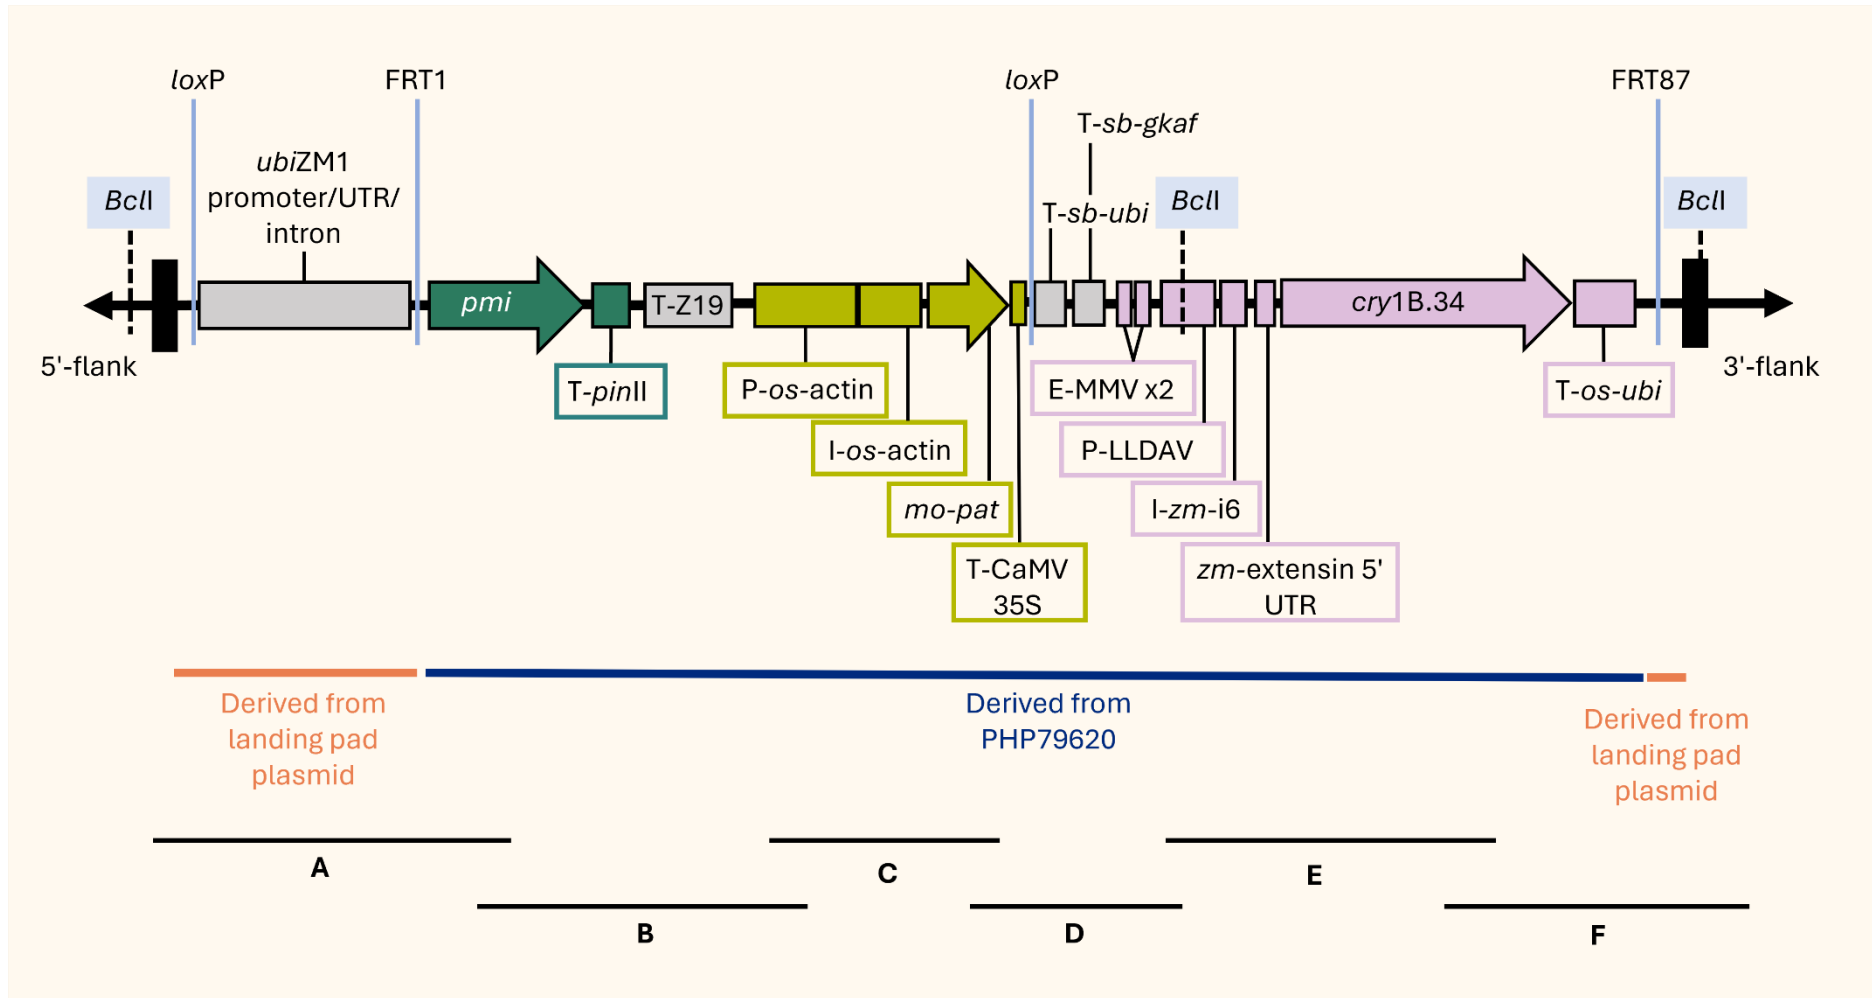 loxP
FRT1
loxP
FRT87
T-sb-gkaf
ubiZM1
promoter/UTR/
intron
BclI
T-sb-ubi
BclI
BclI
pmi
T-Z19
cry1B.34
5'-flank
3'-flank
T-pinII
P-os-actin
E-MMV x2
T-os-ubi
I-os-actin
P-LLDAV
mo-pat
I-zm-i6
T-CaMV
35S
zm-extensin 5'
UTR
Derived from
landing pad
plasmid
Derived from
PHP79620
Derived from
landing pad
plasmid
A
C
E
B
D
F